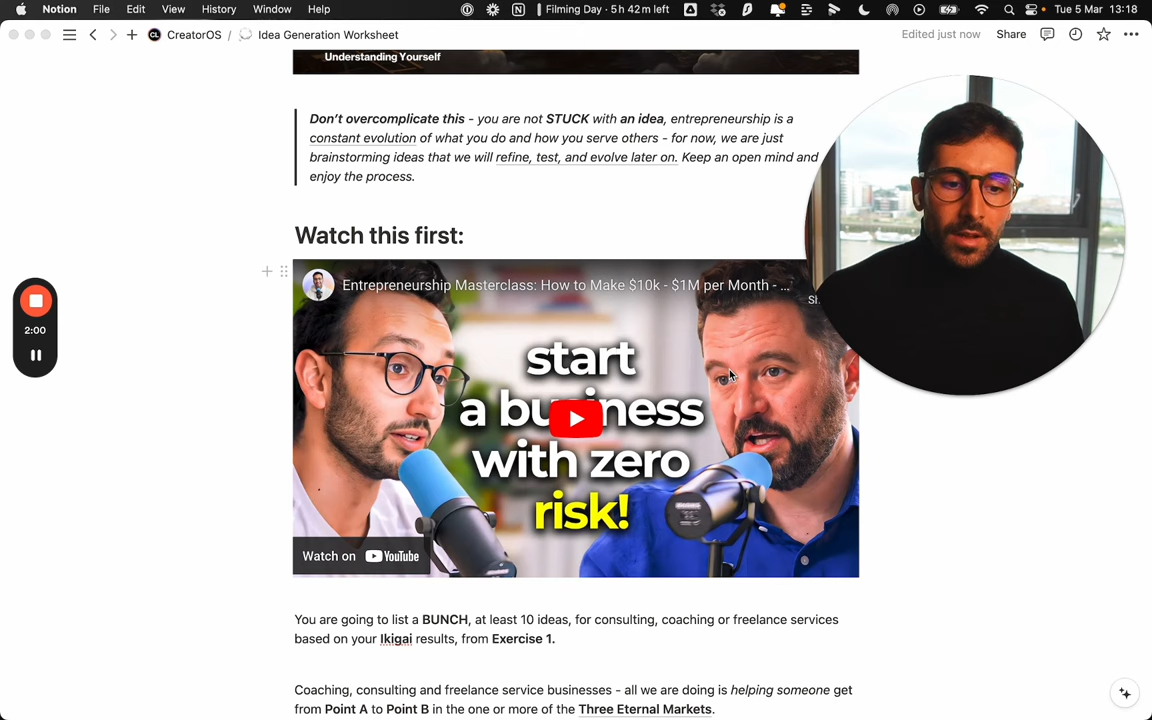 Notion File Edit View History Window Help Filming Day · 5 h 42 m left Tue 5 Mar 13:18
CreatorOS / Idea Generation Worksheet Edited just now Share
Understanding Yourself
Don't overcomplicate this - you are not STUCK with an idea, entrepreneurship is a
constant evolution of what you do and how you serve others - for now, we are just
brainstorming ideas that we will refine, test, and evolve later on. Keep an open mind and
enjoy the process.
Watch this first:
Entrepreneurship Masterclass: How to Make $10k - $1M per Month - ...
start
a business
with zero
risk!
2:00
Watch on YouTube
You are going to list a BUNCH, at least 10 ideas, for consulting, coaching or freelance services
based on your Ikigai results, from Exercise 1.
Coaching, consulting and freelance service businesses - all we are doing is helping someone get
from Point A to Point B in the one or more of the Three Eternal Markets.